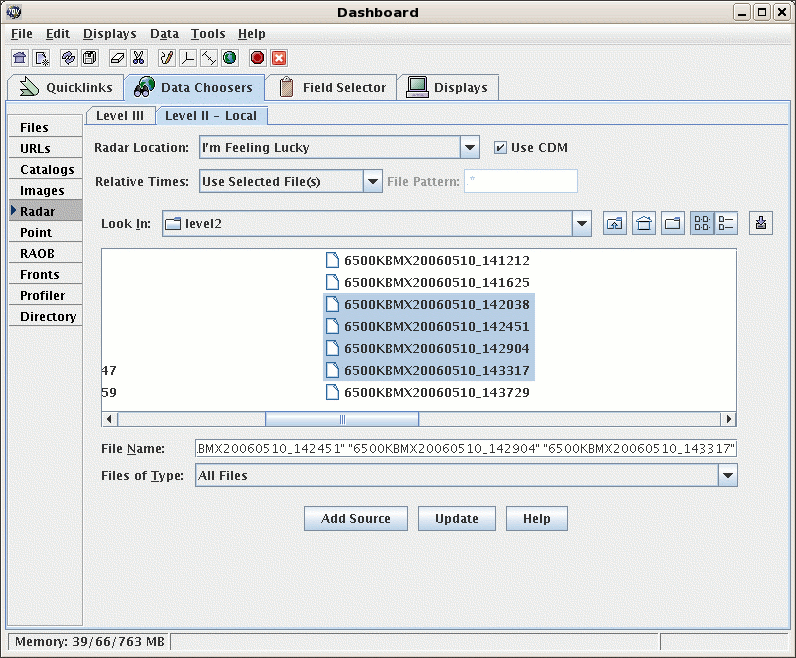 Dashboard
File Edit Displays Data Tools Help
Quicklinks Data Choosers Field Selector Displays
Level III Level II - Local
Files
URLs
Catalogs
Images
Radar
Point
RAOB
Fronts
Profiler
Directory
Radar Location: I'm Feeling Lucky Use CDM
Relative Times: Use Selected File(s) File Pattern: .*
Look In: level2
6500KBMX20060510_141212
6500KBMX20060510_141625
6500KBMX20060510_142038
6500KBMX20060510_142451
6500KBMX20060510_142904
47 6500KBMX20060510_143317
59 6500KBMX20060510_143729
File Name: BMX20060510_142451" "6500KBMX20060510_142904" "6500KBMX20060510_143317"
Files of Type: All Files
Add Source Update Help
Memory: 39/66/763 MB